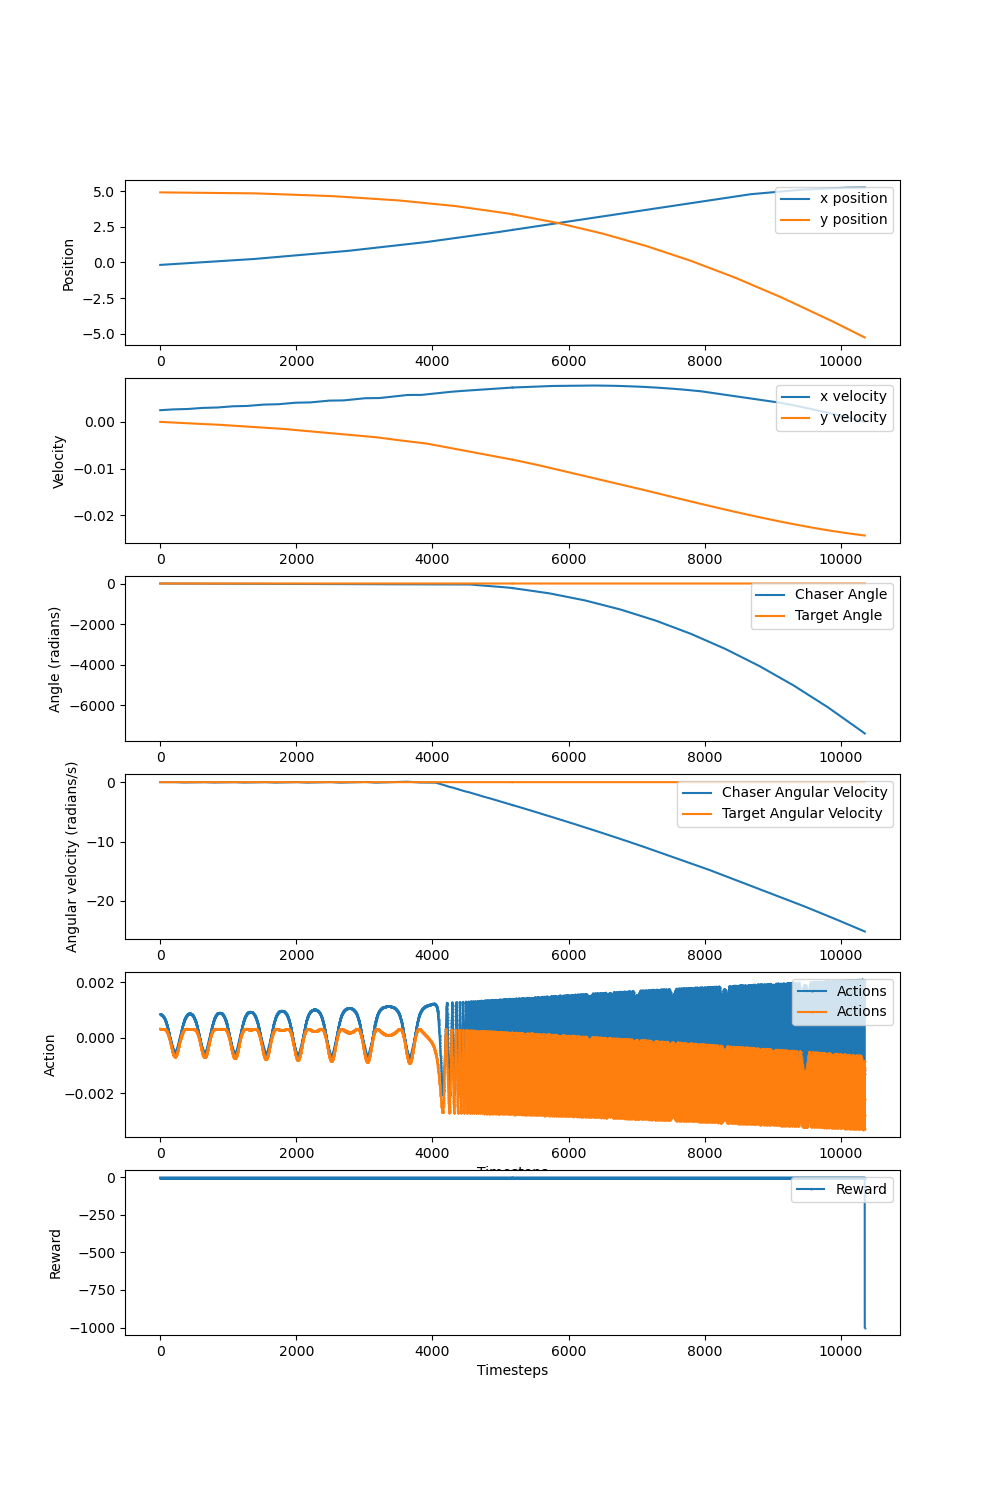 5.0
2.5
0.0
−2.5
−5.0
Position
x position
y position
0 2000 4000 6000 8000 10000
0.00
−0.01
−0.02
Velocity
x velocity
y velocity
0 2000 4000 6000 8000 10000
0
−2000
−4000
−6000
Angle (radians)
Chaser Angle
Target Angle
0 2000 4000 6000 8000 10000
0
−10
−20
Angular velocity (radians/s)
Chaser Angular Velocity
Target Angular Velocity
0 2000 4000 6000 8000 10000
0.002
0.000
−0.002
Action
Actions
Actions
0 2000 4000 6000 8000 10000
Timesteps
0
−250
−500
−750
−1000
Reward
Reward
0 2000 4000 6000 8000 10000
Timesteps